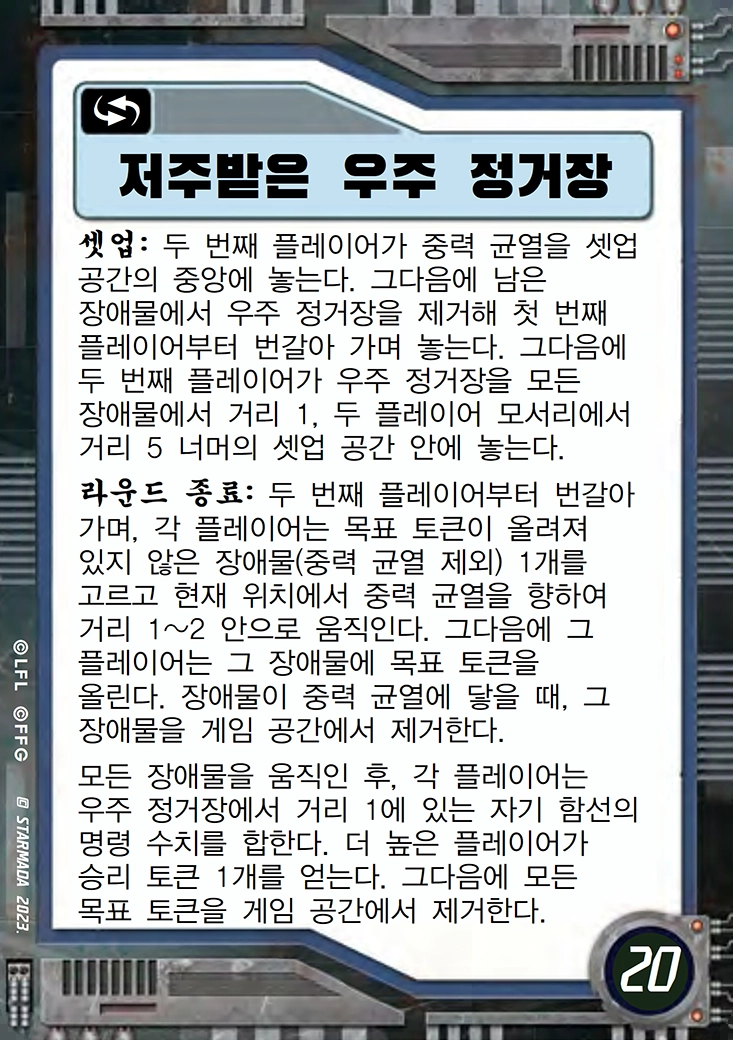 저주받은 우주 정거장
셋업: 두 번째 플레이어가 중력 균열을 셋업
공간의 중앙에 놓는다. 그다음에 남은
장애물에서 우주 정거장을 제거해 첫 번째
플레이어부터 번갈아 가며 놓는다. 그다음에
두 번째 플레이어가 우주 정거장을 모든
장애물에서 거리 1, 두 플레이어 모서리에서
거리 5 너머의 셋업 공간 안에 놓는다.
라운드 종료: 두 번째 플레이어부터 번갈아
가며, 각 플레이어는 목표 토큰이 올려져
있지 않은 장애물(중력 균열 제외) 1개를
고르고 현재 위치에서 중력 균열을 향하여
거리 1~2 안으로 움직인다. 그다음에 그
플레이어는 그 장애물에 목표 토큰을
올린다. 장애물이 중력 균열에 닿을 때, 그
장애물을 게임 공간에서 제거한다.
모든 장애물을 움직인 후, 각 플레이어는
우주 정거장에서 거리 1에 있는 자기 함선의
명령 수치를 합한다. 더 높은 플레이어가
승리 토큰 1개를 얻는다. 그다음에 모든
목표 토큰을 게임 공간에서 제거한다.
20
©LFL ©FFG © STARMADA 2023.